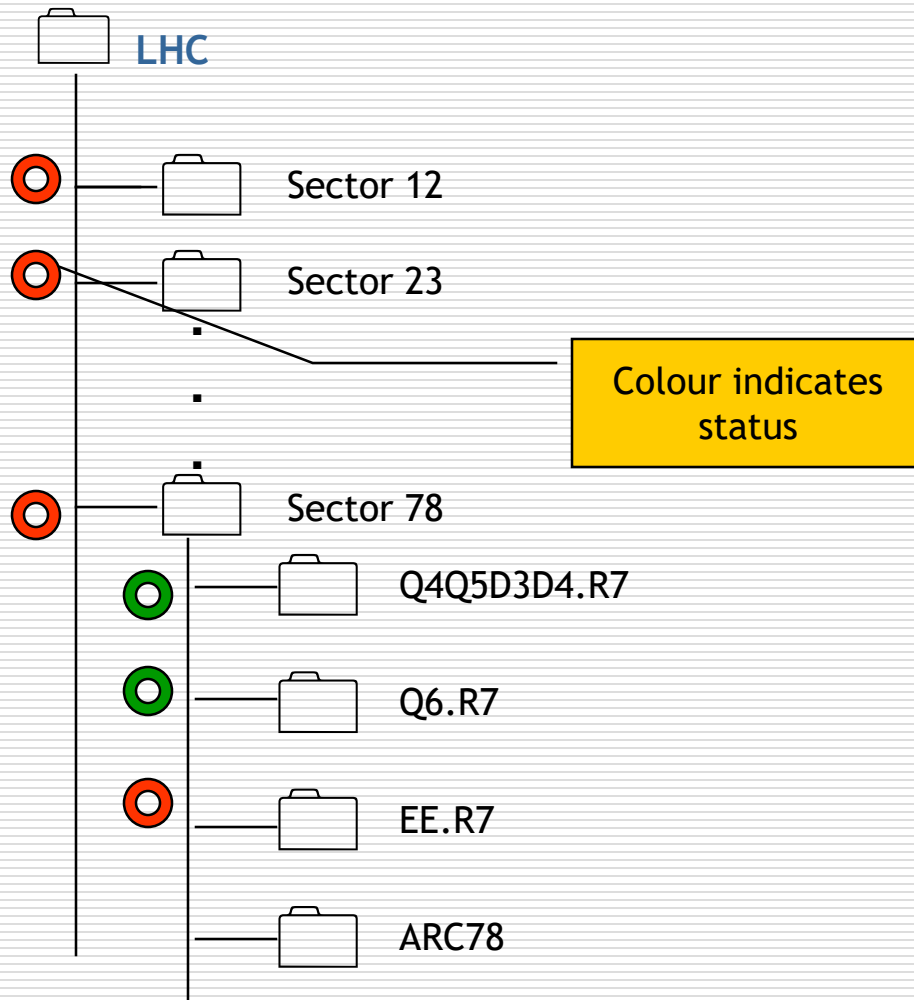 LHC
Sector 12
Sector 23
.
.
.
Colour indicates
status
Sector 78
Q4Q5D3D4.R7
Q6.R7
EE.R7
ARC78